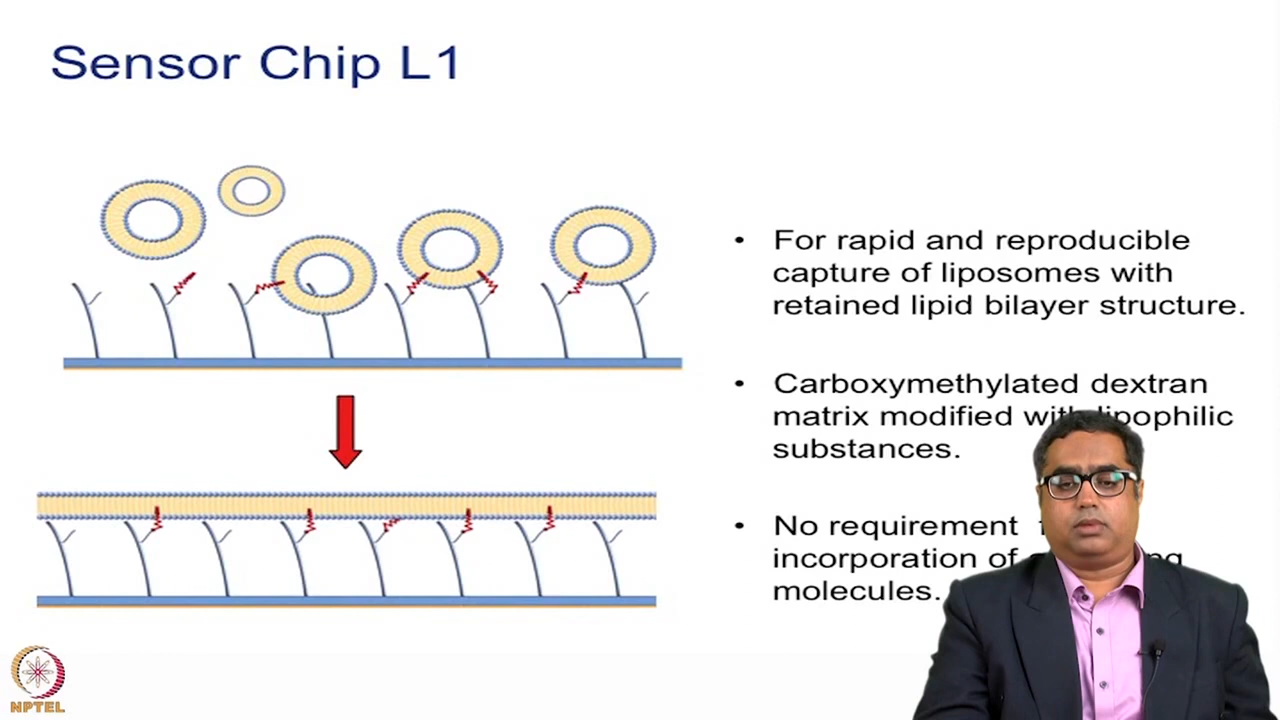 Sensor Chip L1
• For rapid and reproducible
capture of liposomes with
retained lipid bilayer structure.
• Carboxymethylated dextran
matrix modified with lipophilic
substances.
• No requirement
incorporation of
molecules.
NPTEL